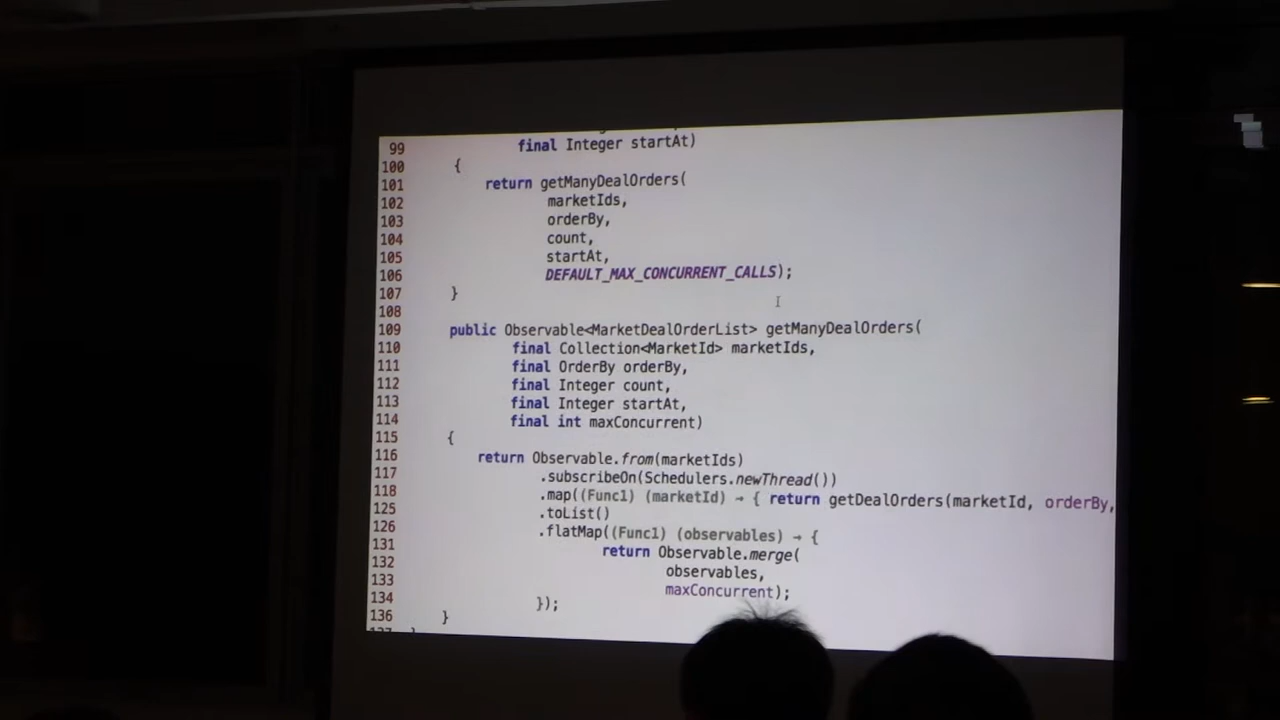 99 final Integer startAt)
100 {
101 return getManyDealOrders(
102 marketIds,
103 orderBy,
104 count,
105 startAt,
106 DEFAULT_MAX_CONCURRENT_CALLS);
107 }
108
109 public Observable<MarketDealOrderList> getManyDealOrders(
110 final Collection<MarketId> marketIds,
111 final OrderBy orderBy,
112 final Integer count,
113 final Integer startAt,
114 final int maxConcurrent)
115 {
116 return Observable.from(marketIds)
117 .subscribeOn(Schedulers.newThread())
118 .map((Func1) (marketId) → { return getDealOrders(marketId, orderBy,
125 .toList()
126 .flatMap((Func1) (observables) → {
131 return Observable.merge(
132 observables,
133 maxConcurrent);
134 });
136 }